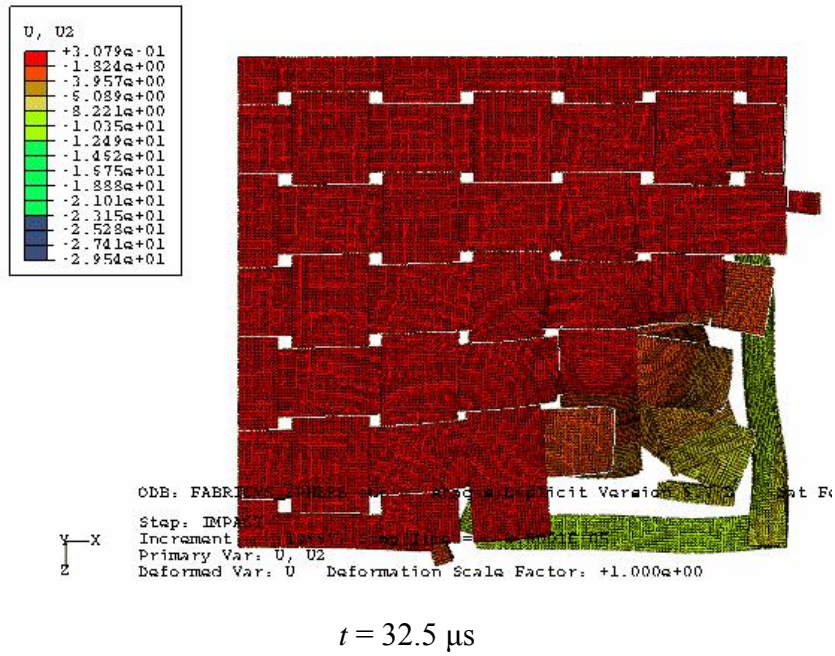 U, U2
+3.079e-01
-1.824e+00
-3.957e+00
-6.089e+00
-8.221e+00
-1.035e+01
-1.249e+01
-1.462e+01
-1.675e+01
-1.888e+01
-2.101e+01
-2.315e+01
-2.528e+01
-2.741e+01
-2.954e+01
ODB: Explicit Version
Step: IMPACT
Y X
Increment
Z
Primary Var: U, U2
Deformed Var: U Deformation Scale Factor: +1.000e+00
t = 32.5 μs